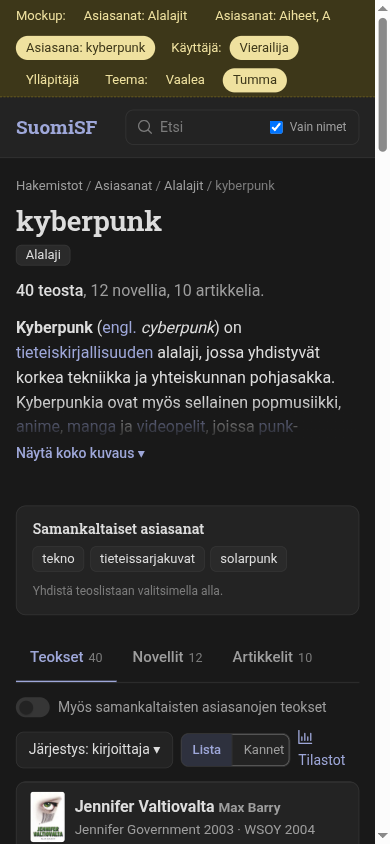 Mockup: Asiasanat: Alalajit Asiasanat: Aiheet, A
Asiasana: kyberpunk Käyttäjä: Vierailija
Ylläpitäjä Teema: Vaalea Tumma
SuomiSF Etsi Vain nimet
Hakemistot / Asiasanat / Alalajit / kyberpunk
kyberpunk
Alalaji
40 teosta, 12 novellia, 10 artikkelia.
Kyberpunk (engl. cyberpunk) on
tieteiskirjallisuuden alalaji, jossa yhdistyvät
korkea tekniikka ja yhteiskunnan pohjasakka.
Kyberpunkia ovat myös sellainen popmusiikki,
anime, manga ja videopelit, joissa punk-
Näytä koko kuvaus ▾
Samankaltaiset asiasanat
tekno tieteissarjakuvat solarpunk
Yhdistä teoslistaan valitsimella alla.
Teokset 40 Novellit 12 Artikkelit 10
Myös samankaltaisten asiasanojen teokset
Järjestys: kirjoittaja ▾ Lista Kannet
Tilastot
JENNIFER
VALTIOVALTA
Jennifer Valtiovalta Max Barry
Jennifer Government 2003 · WSOY 2004